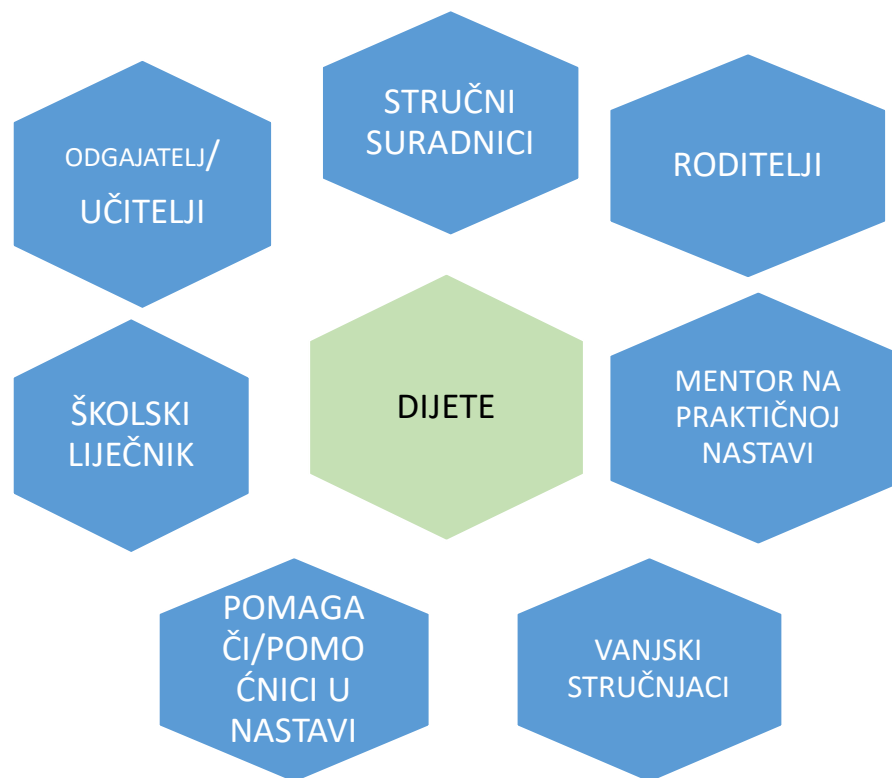 STRUČNI
SURADNICI
ODGAJATELJ/
UČITELJI
RODITELJI
ŠKOLSKI
LIJEČNIK
DIJETE
MENTOR NA
PRAKTIČNOJ
NASTAVI
POMAGA
ČI/POMO
ĆNICI U
NASTAVI
VANJSKI
STRUČNJACI